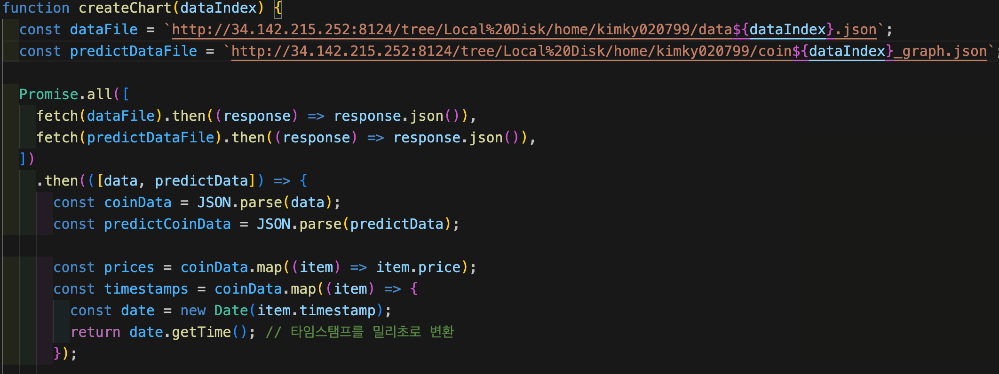 function createChart(dataIndex) {
const dataFile = `http://34.142.215.252:8124/tree/Local%20Disk/home/kimky020799/data${dataIndex}.json`;
const predictDataFile = `http://34.142.215.252:8124/tree/Local%20Disk/home/kimky020799/coin${dataIndex}_graph.json`;
Promise.all([
fetch(dataFile).then((response) => response.json()),
fetch(predictDataFile).then((response) => response.json()),
])
.then(([data, predictData]) => {
const coinData = JSON.parse(data);
const predictCoinData = JSON.parse(predictData);
const prices = coinData.map((item) => item.price);
const timestamps = coinData.map((item) => {
const date = new Date(item.timestamp);
return date.getTime(); // 타임스탬프를 밀리초로 변환
});